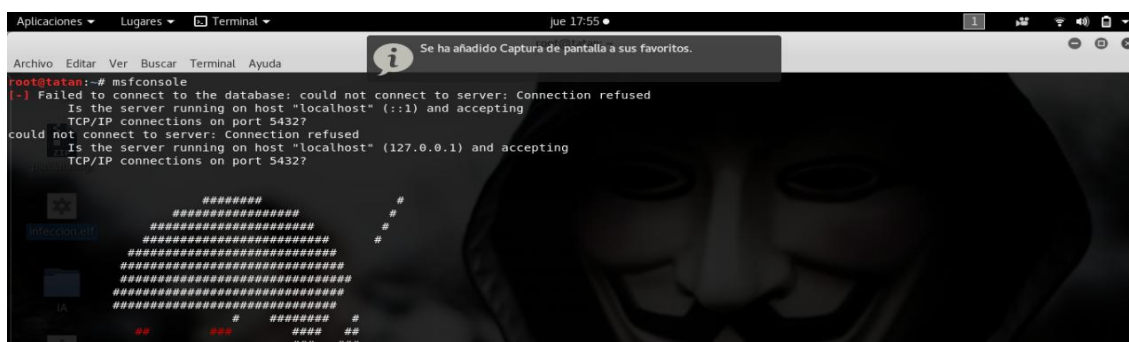 Aplicaciones Lugares Terminal jue 17:55 1
Se ha añadido Captura de pantalla a sus favoritos.
Archivo Editar Ver Buscar Terminal Ayuda
root@tatan:~# msfconsole
[-] Failed to connect to the database: could not connect to server: Connection refused
Is the server running on host "localhost" (::1) and accepting
TCP/IP connections on port 5432?
could not connect to server: Connection refused
Is the server running on host "localhost" (127.0.0.1) and accepting
TCP/IP connections on port 5432?
infeccion.elf
IA